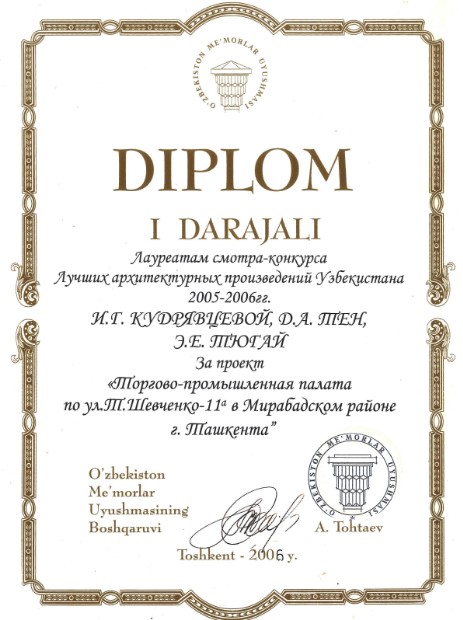 O'ZBEKISTON ME'MORLAR UYUSHMASI
DIPLOM
I DARAJALI
Лауреатам смотра-конкурса
Лучших архитектурных произведений Узбекистана
2005-2006гг.
И.Г. КУДРЯВЦЕВОЙ, Д.А. ТЕН,
Э.Е. ТЮГАЙ
За проект
«Торгово-промышленная палата
по ул.Т.Шевченко-11ª в Мирабадском районе
г. Ташкента”
O'ZBEKISTON ME'MORLAR UYUSHMASI
O'zbekiston
Me'morlar
Uyushmasining
Boshqaruvi
A. Tohtaev
Toshkent - 2006 y.